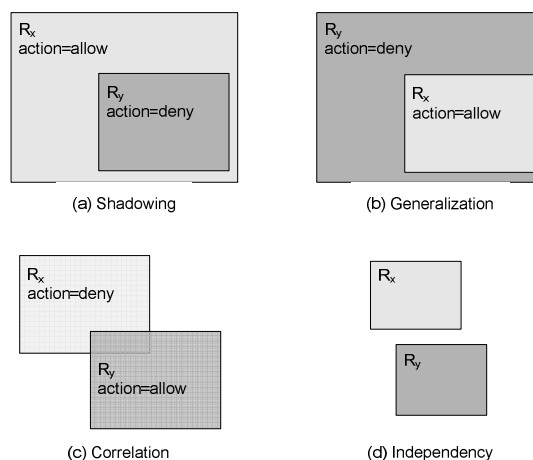 Rx
action=allow
Ry
action=deny
(a) Shadowing
Ry
action=deny
Rx
action=allow
(b) Generalization
Rx
action=deny
Ry
action=allow
(c) Correlation
Rx
Ry
(d) Independency